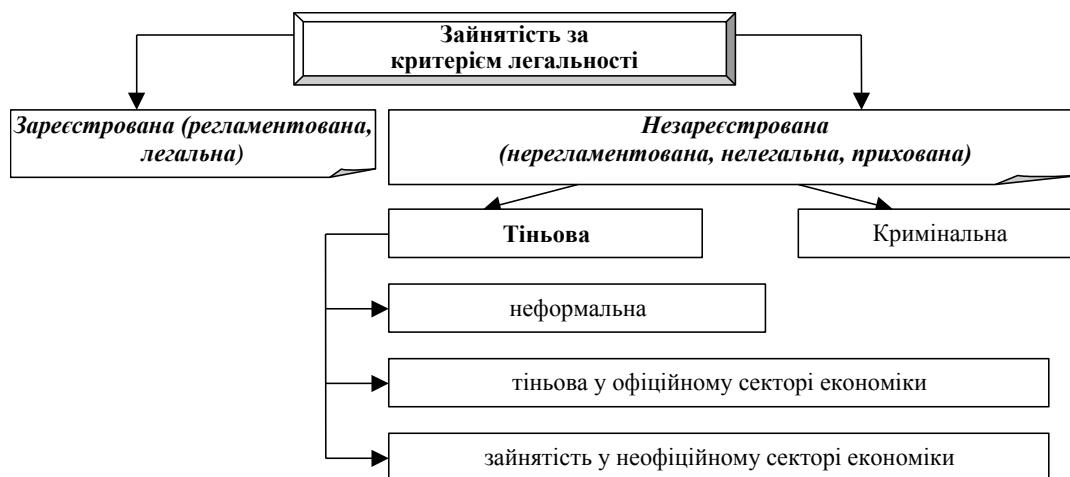 Зайнятість за
критерієм легальності
Зареєстрована (регламентована,
легальна)
Незареєстрована
(нерегламентована, нелегальна, прихована)
Тіньова
Кримінальна
неформальна
тіньова у офіційному секторі економіки
зайнятість у неофіційному секторі економіки